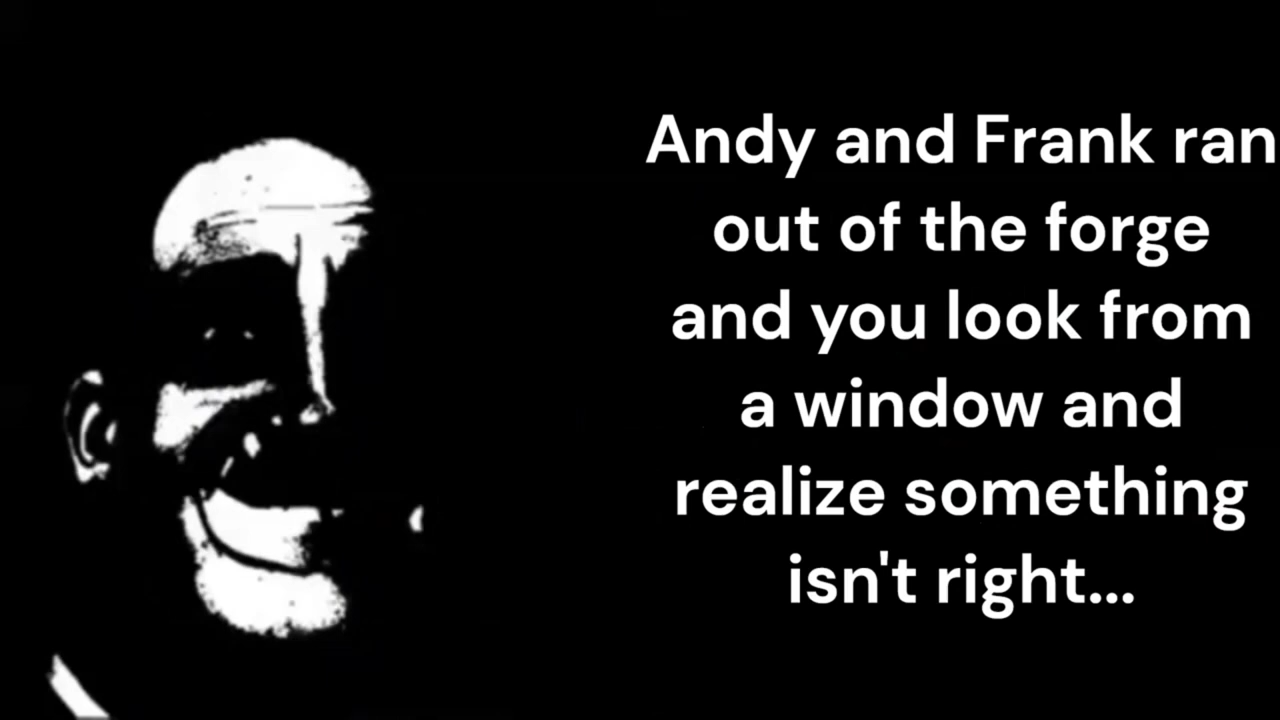 Andy and Frank ran
out of the forge
and you look from
a window and
realize something
isn't right...